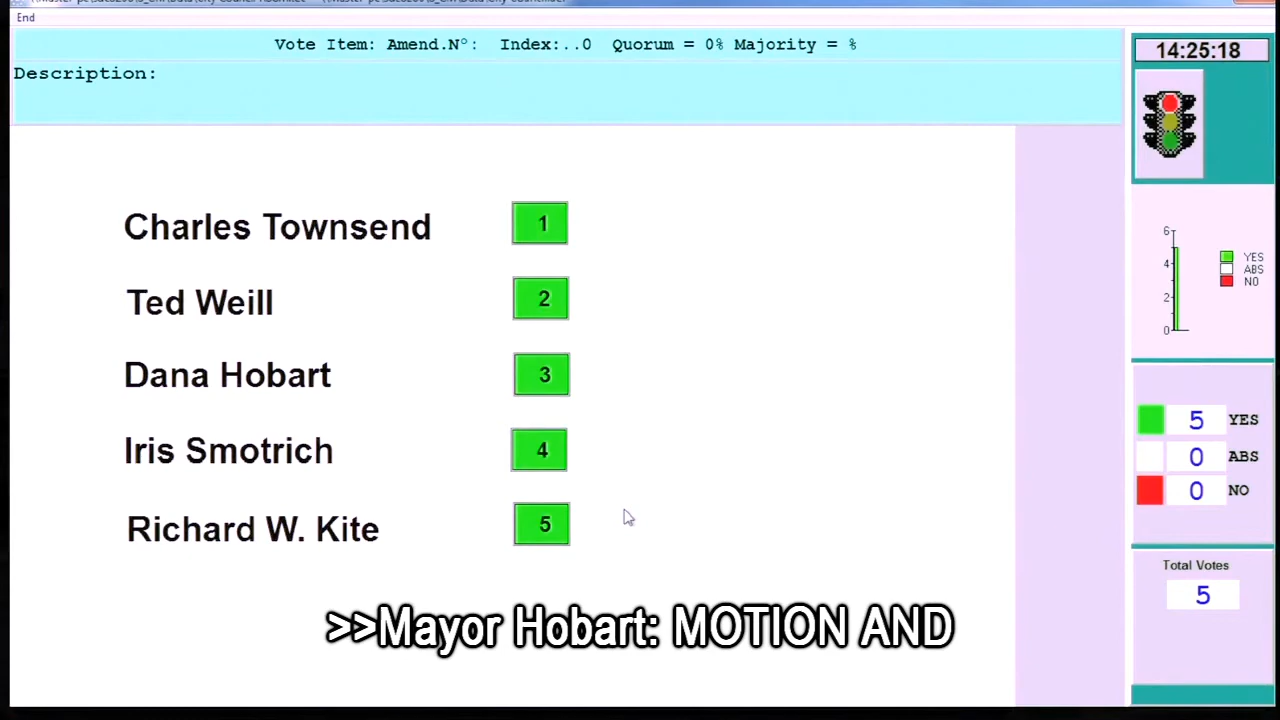 End
Vote Item: Amend.N°: Index:..0 Quorum = 0% Majority = %
Description:
14:25:18
Charles Townsend 1
Ted Weill 2
Dana Hobart 3
Iris Smotrich 4
Richard W. Kite 5
6
4
2
0
YES
ABS
NO
5 YES
0 ABS
0 NO
Total Votes
5
>>Mayor Hobart: MOTION AND